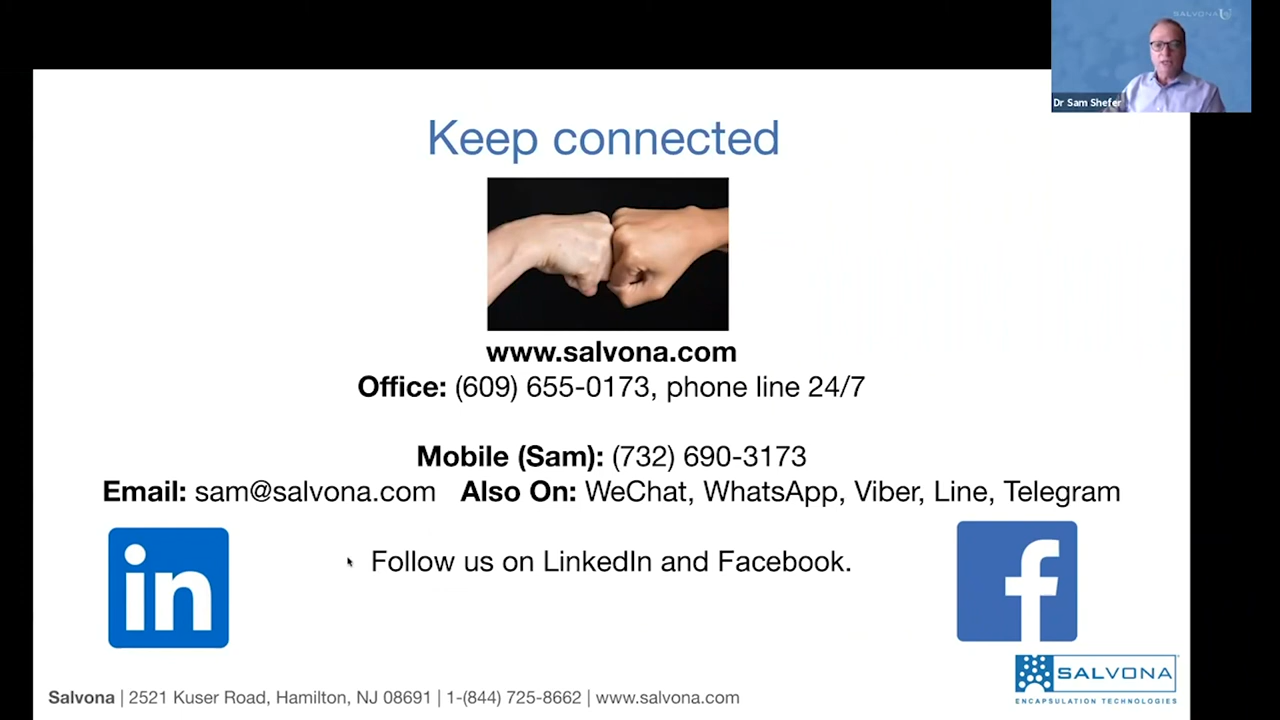 SALVONA
Dr Sam Shefer
Keep connected
www.salvona.com
Office: (609) 655-0173, phone line 24/7
Mobile (Sam): (732) 690-3173
Email: sam@salvona.com Also On: WeChat, WhatsApp, Viber, Line, Telegram
in
Follow us on LinkedIn and Facebook.
f
SALVONA
ENCAPSULATION TECHNOLOGIES
Salvona | 2521 Kuser Road, Hamilton, NJ 08691 | 1-(844) 725-8662 | www.salvona.com